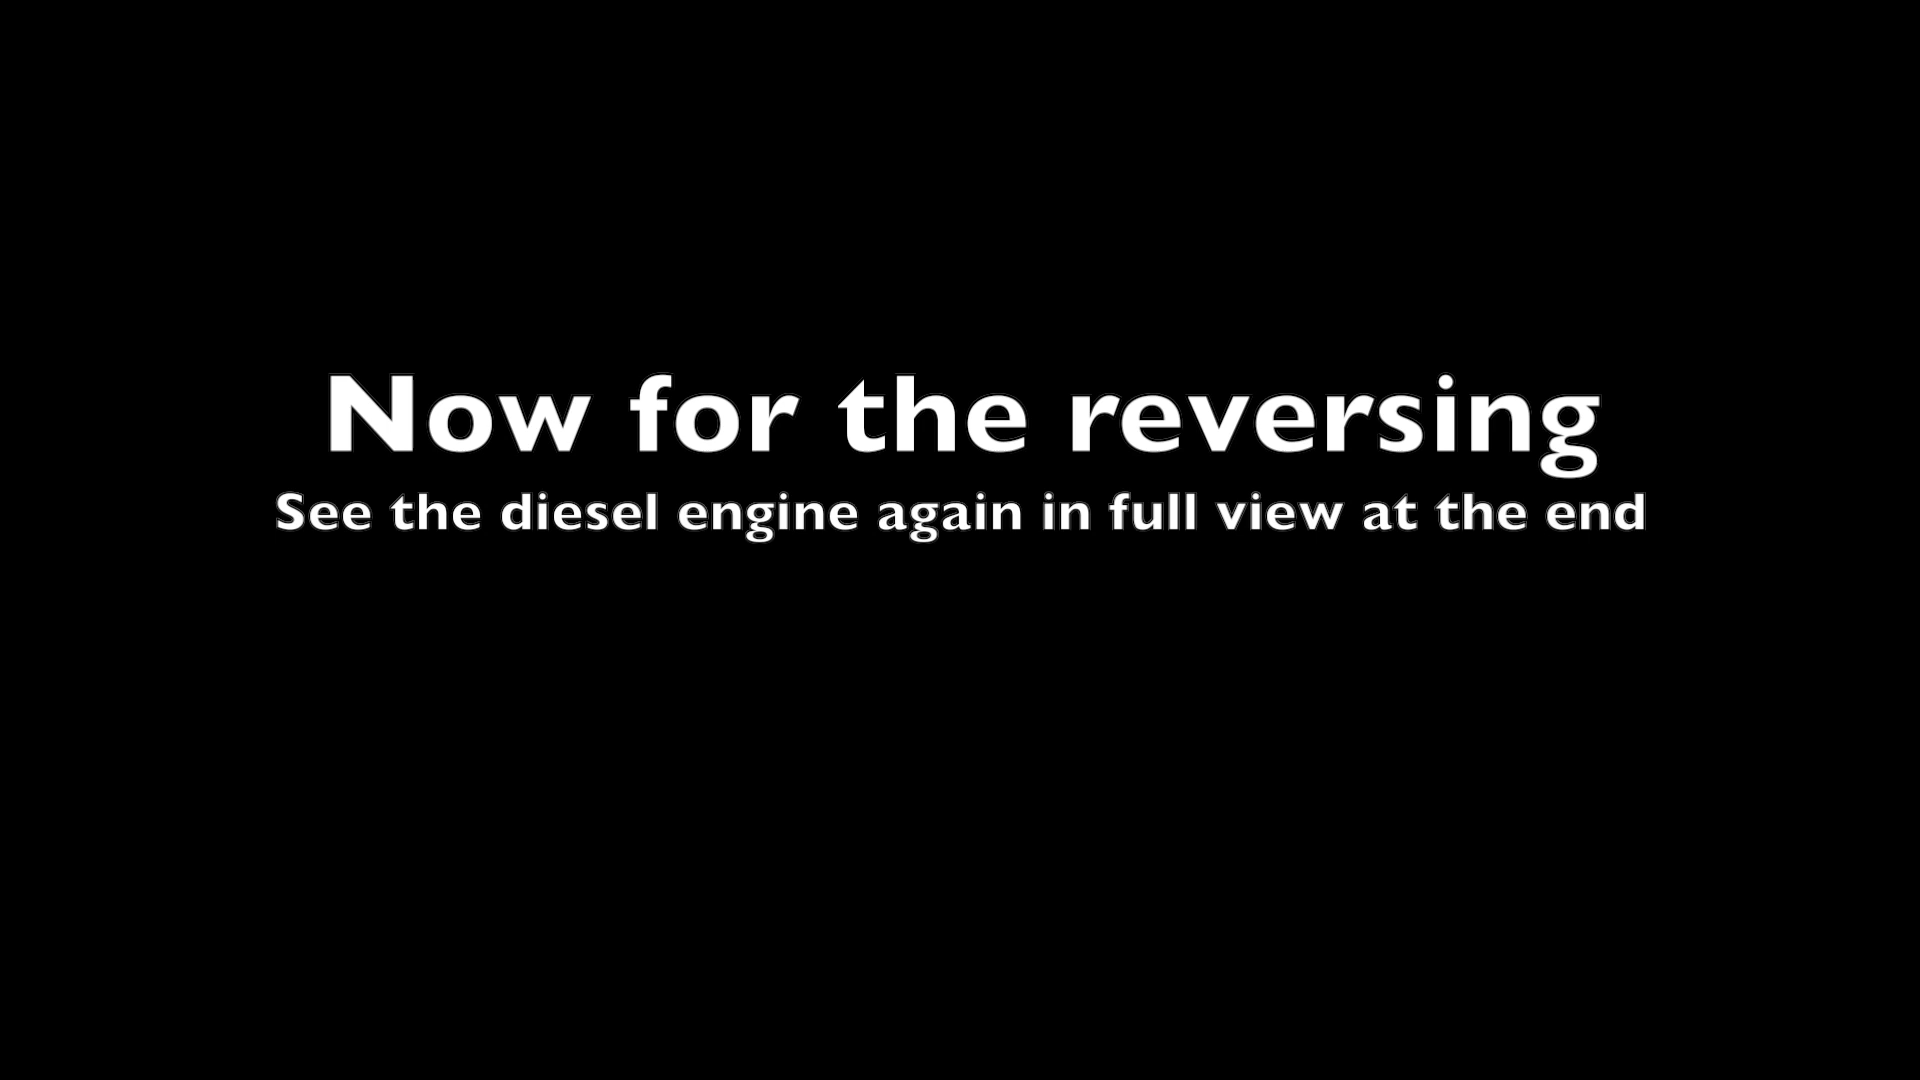 Now for the reversing
See the diesel engine again in full view at the end